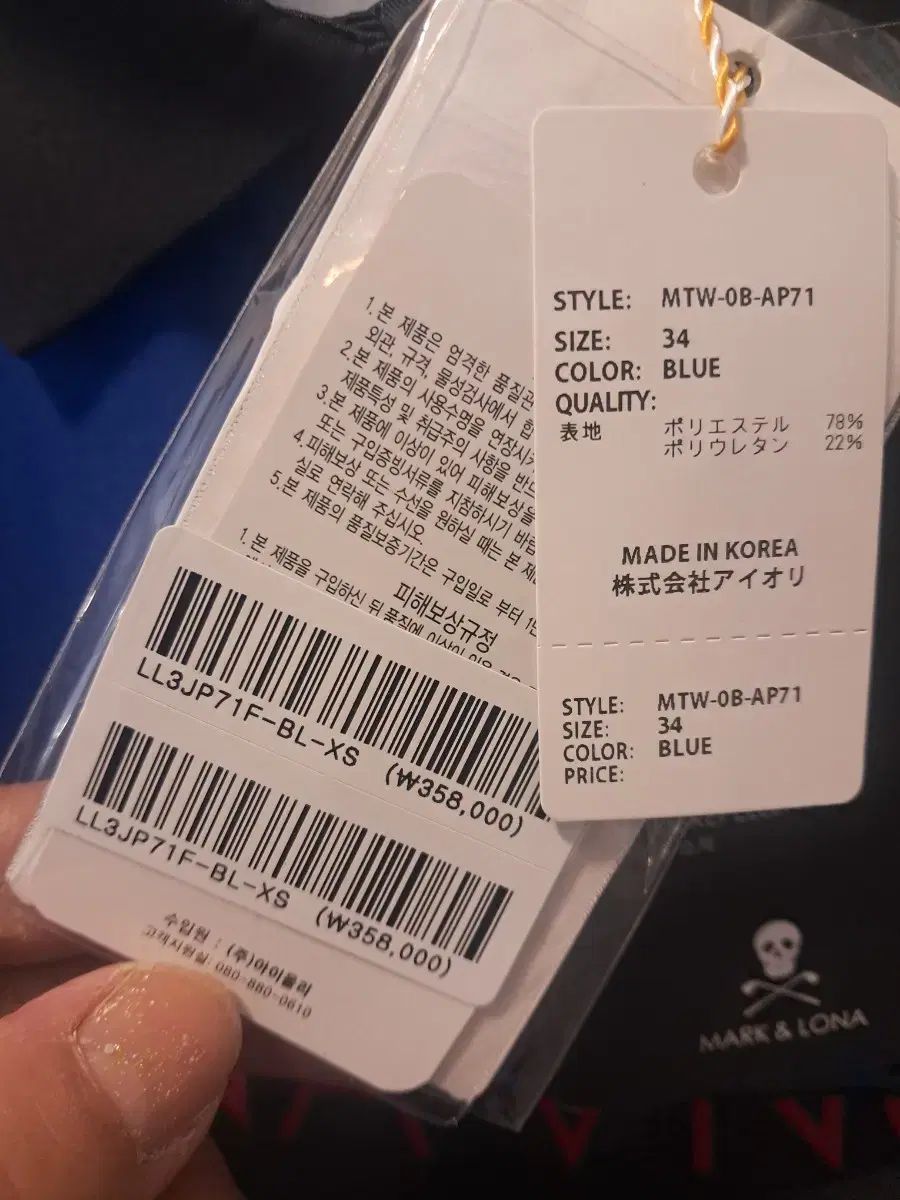 STYLE: MTW-0B-AP71
SIZE: 34
COLOR: BLUE
QUALITY:
表地 ポリエステル 78%
ポリウレタン 22%
MADE IN KOREA
株式会社アイオリ
STYLE: MTW-0B-AP71
SIZE: 34
COLOR: BLUE
PRICE:
1.본 제품은 엄격한 품질관
외관, 규격, 물성검사에서 합
2.본 제품의 사용수명을 연장시키
제품특성 및 취급주의 사항을 반드
3.본 제품에 이상이 있어 피해보상을
또는 구입증빙서류를 지참하시기 바랍
4.피해보상 또는 수선을 원하실 때는 본 제
실로 연락해 주십시오.
5.본 제품의 품질보증기간은 구입일로 부터 1년
피해보상규정
1.본 제품을 구입하신 뒤 품질에 이상이
LL3JP71F-BL-XS (₩358,000)
LL3JP71F-BL-XS (₩358,000)
수입원 : (주)아이올리
고객지원실: 080-880-0610
MARK & LONA